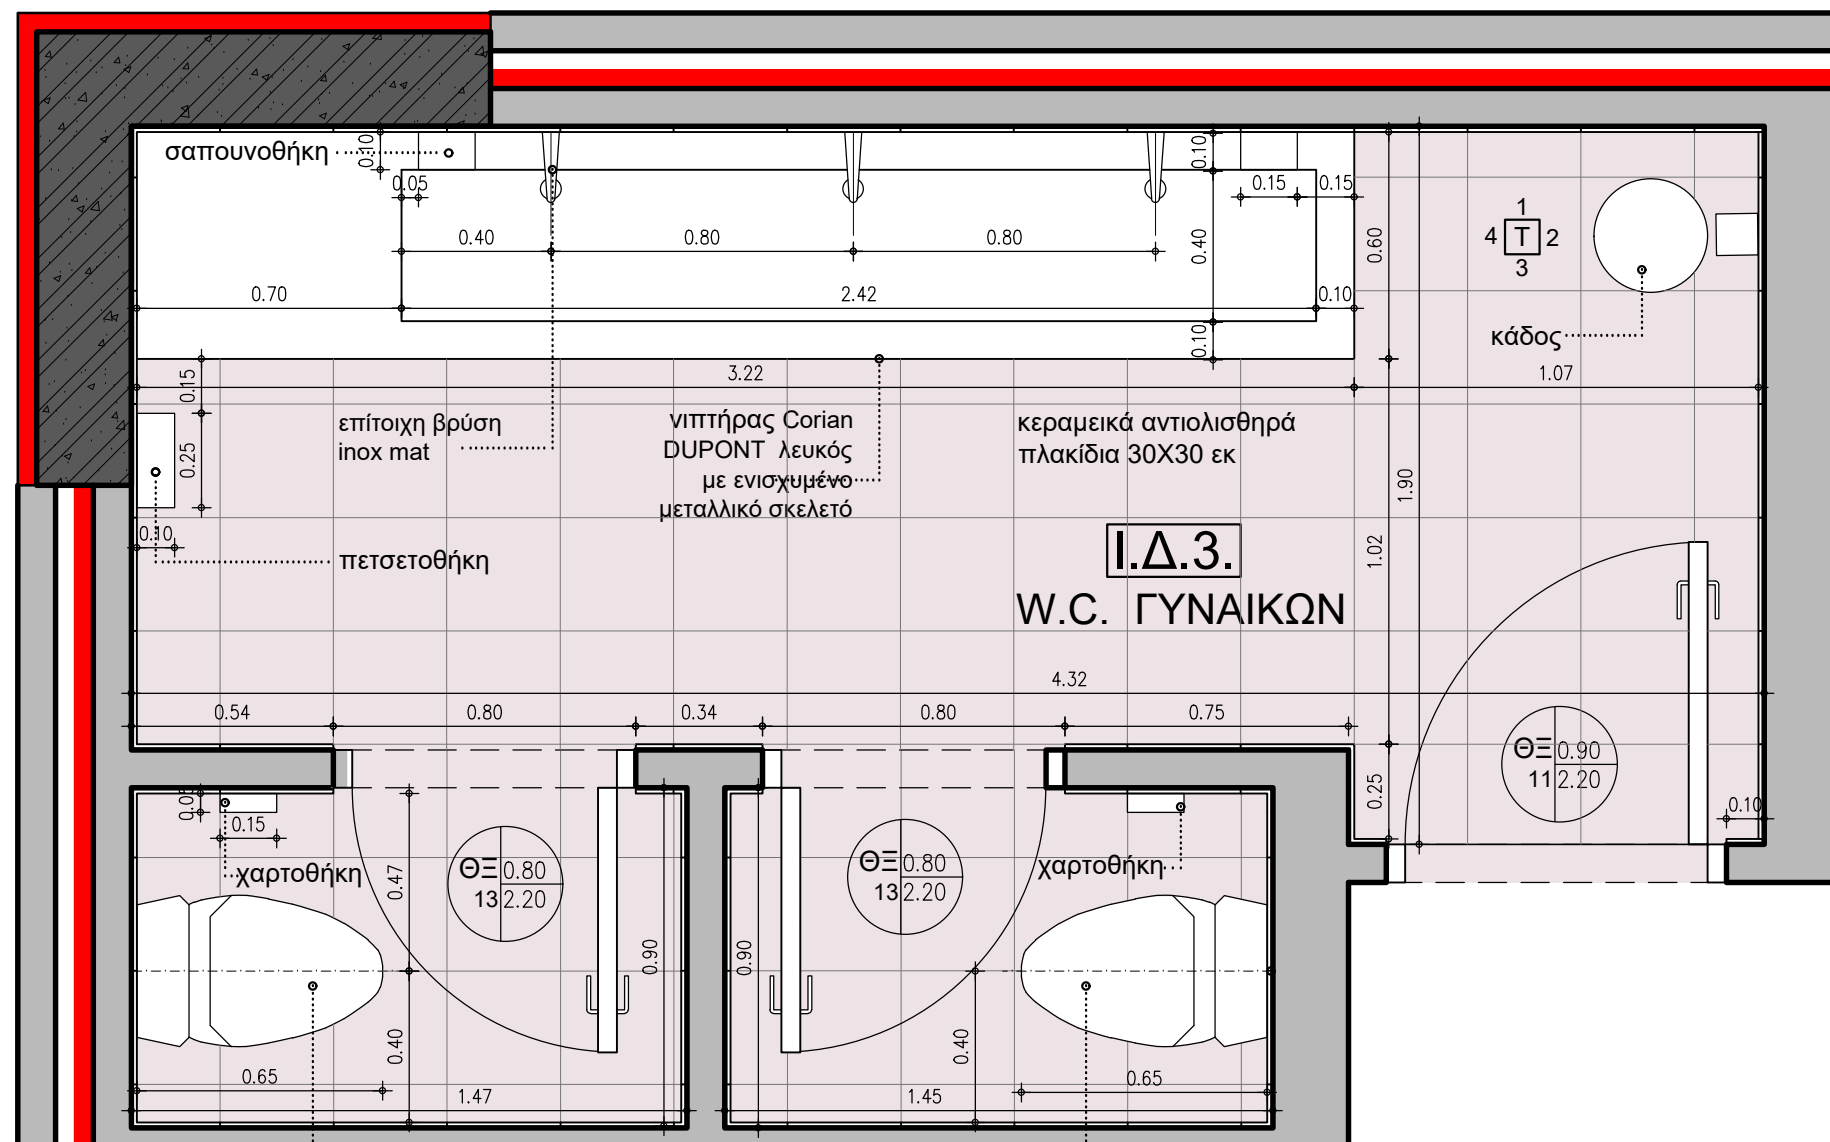 σαπουνοθήκη
0.10
0.05
0.10
0.15
0.15
0.40
0.80
0.80
0.40
0.60
1
4 T 2
3
0.70
2.42
0.10
0.10
κάδος
3.22
1.07
0.15
0.25
0.10
επίτοιχη βρύση
inox mat
νιπτήρας Corian
DUPONT λευκός
με ενισχυμένο
μεταλλικό σκελετό
κεραμεικά αντιολισθηρά
πλακίδια 30Χ30 εκ
1.90
1.02
πετσετοθήκη
Ι.Δ.3.
W.C. ΓΥΝΑΙΚΩΝ
4.32
0.54
0.80
0.34
0.80
0.75
ΘΞ 0.90
11 2.20
0.25
0.10
0.05
0.15
χαρτοθήκη
0.47
ΘΞ 0.80
13 2.20
ΘΞ 0.80
13 2.20
χαρτοθήκη
0.90
0.90
0.40
0.40
0.65
1.47
1.45
0.65